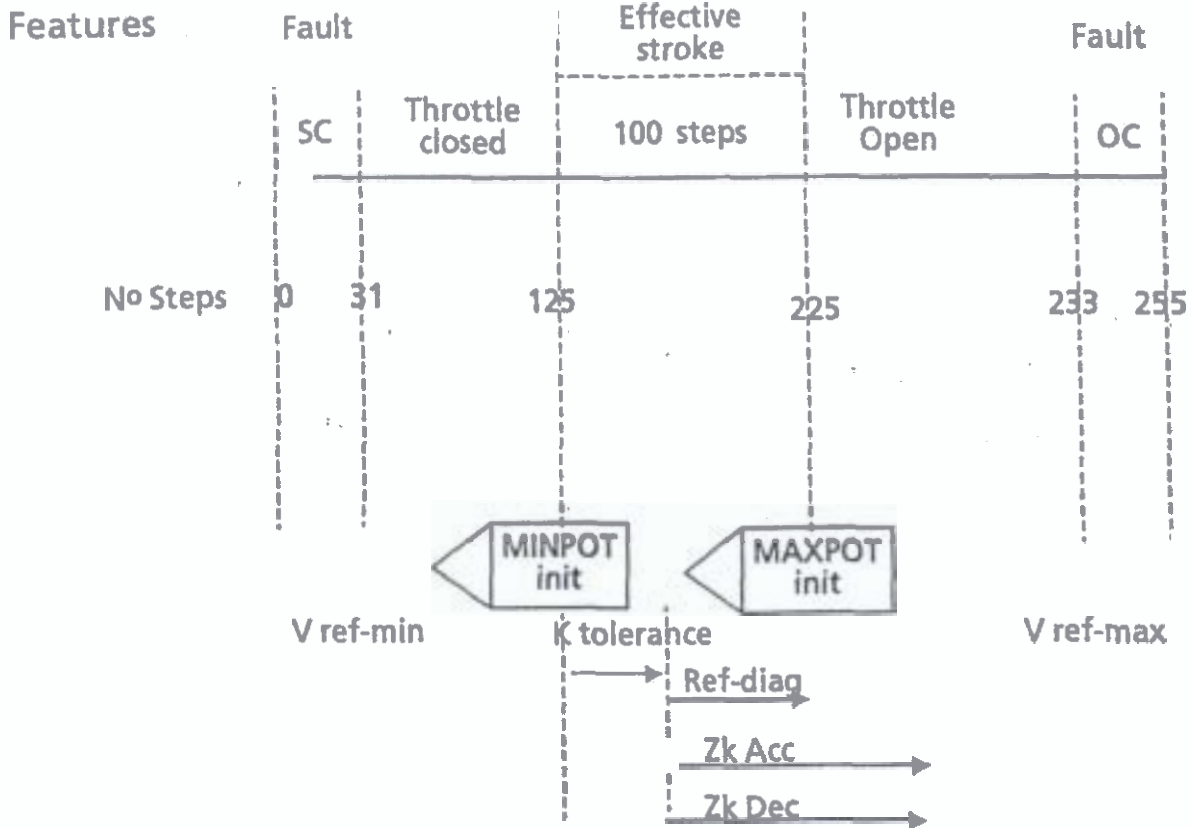 Features
Fault
Effective
stroke
Fault
SC
Throttle
closed
100 steps
Throttle
Open
OC
Nº Steps
0
31
125
225
233
255
MINPOT
init
MAXPOT
init
V ref-min
K tolerance
V ref-max
Ref-diag
Zk Acc
Zk Dec